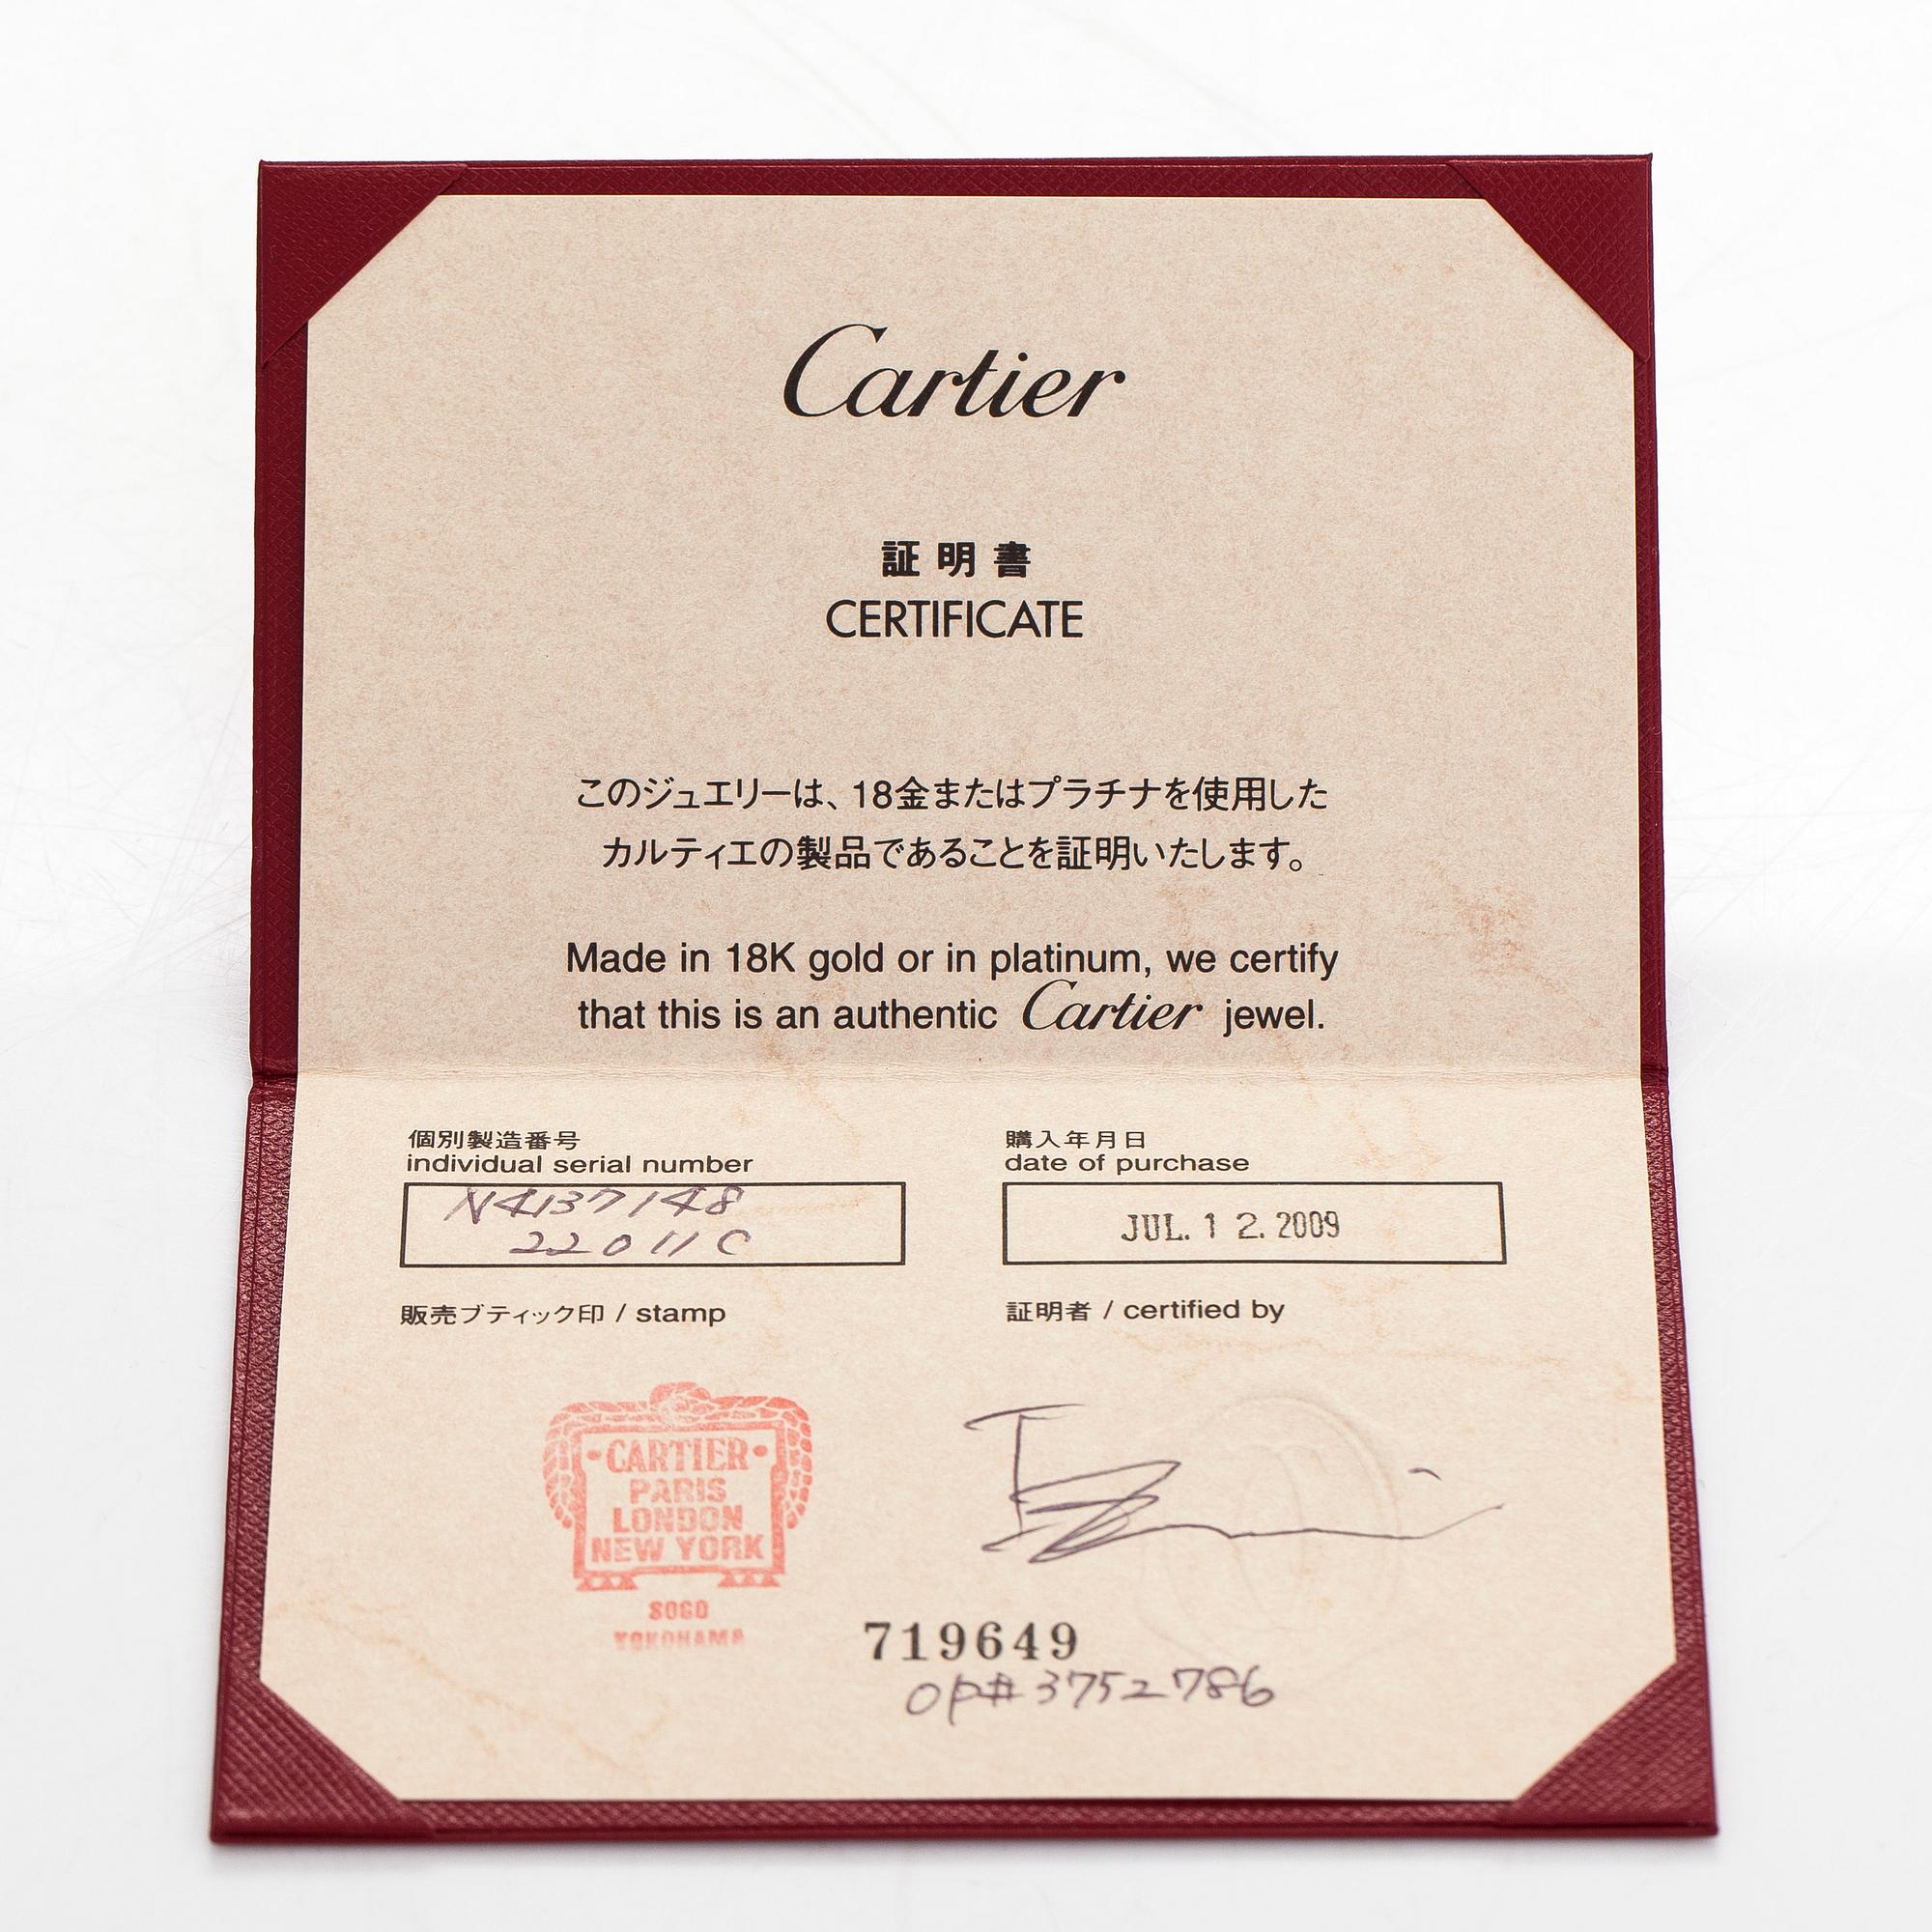 Cartier
証明書
CERTIFICATE
このジュエリーは、18金またはプラチナを使用した
カルティエの製品であることを証明いたします。
Made in 18K gold or in platinum, we certify
that this is an authentic Cartier jewel.
個別製造番号
individual serial number
N4137148
22011C
購入年月日
date of purchase
JUL. 12. 2009
販売ブティック印 / stamp
CARTIER
PARIS
LONDON
NEW YORK
SOGO
YOKOHAMA
証明者 / certified by
719649
OP# 3752786